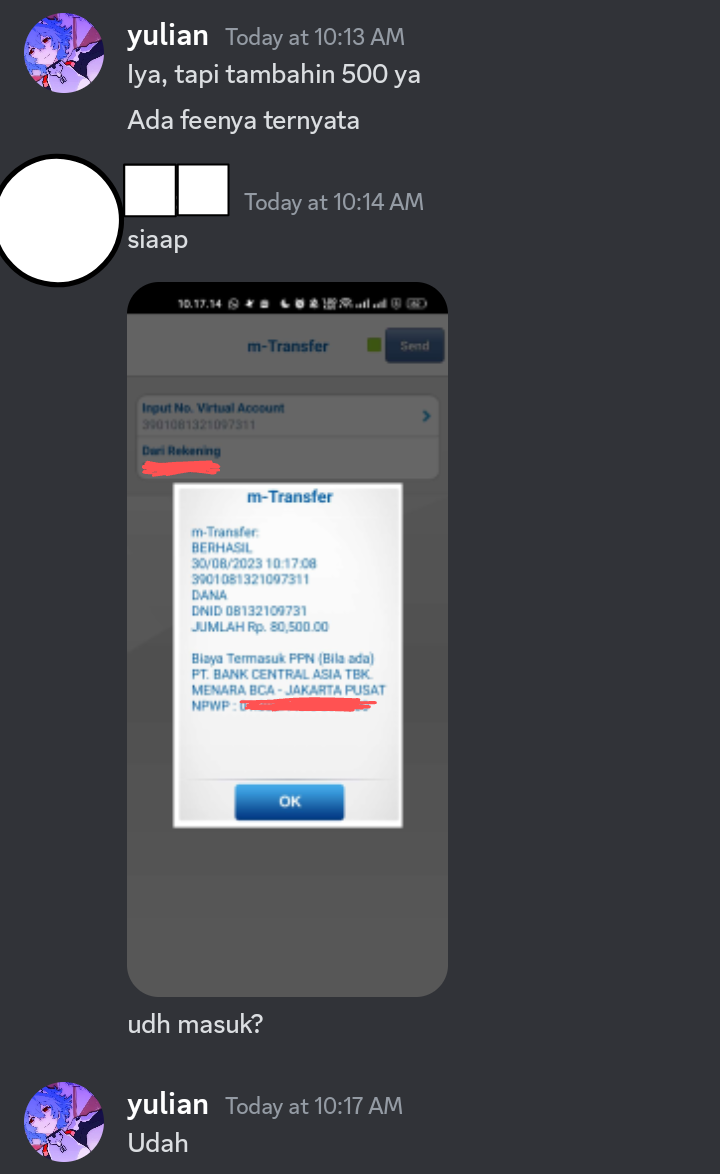 yulian Today at 10:13 AM
Iya, tapi tambahin 500 ya
Ada feenya ternyata
Today at 10:14 AM
siaap
10.17.14
m-Transfer
Send
Input No. Virtual Account
3901081321097311
Dari Rekening
m-Transfer
m-Transfer:
BERHASIL
30/08/2023 10:17:08
3901081321097311
DANA
DNID 08132109731
JUMLAH Rp. 80,500.00
Biaya Termasuk PPN (Bila ada)
PT. BANK CENTRAL ASIA TBK.
MENARA BCA - JAKARTA PUSAT
NPWP :
OK
udh masuk?
yulian Today at 10:17 AM
Udah